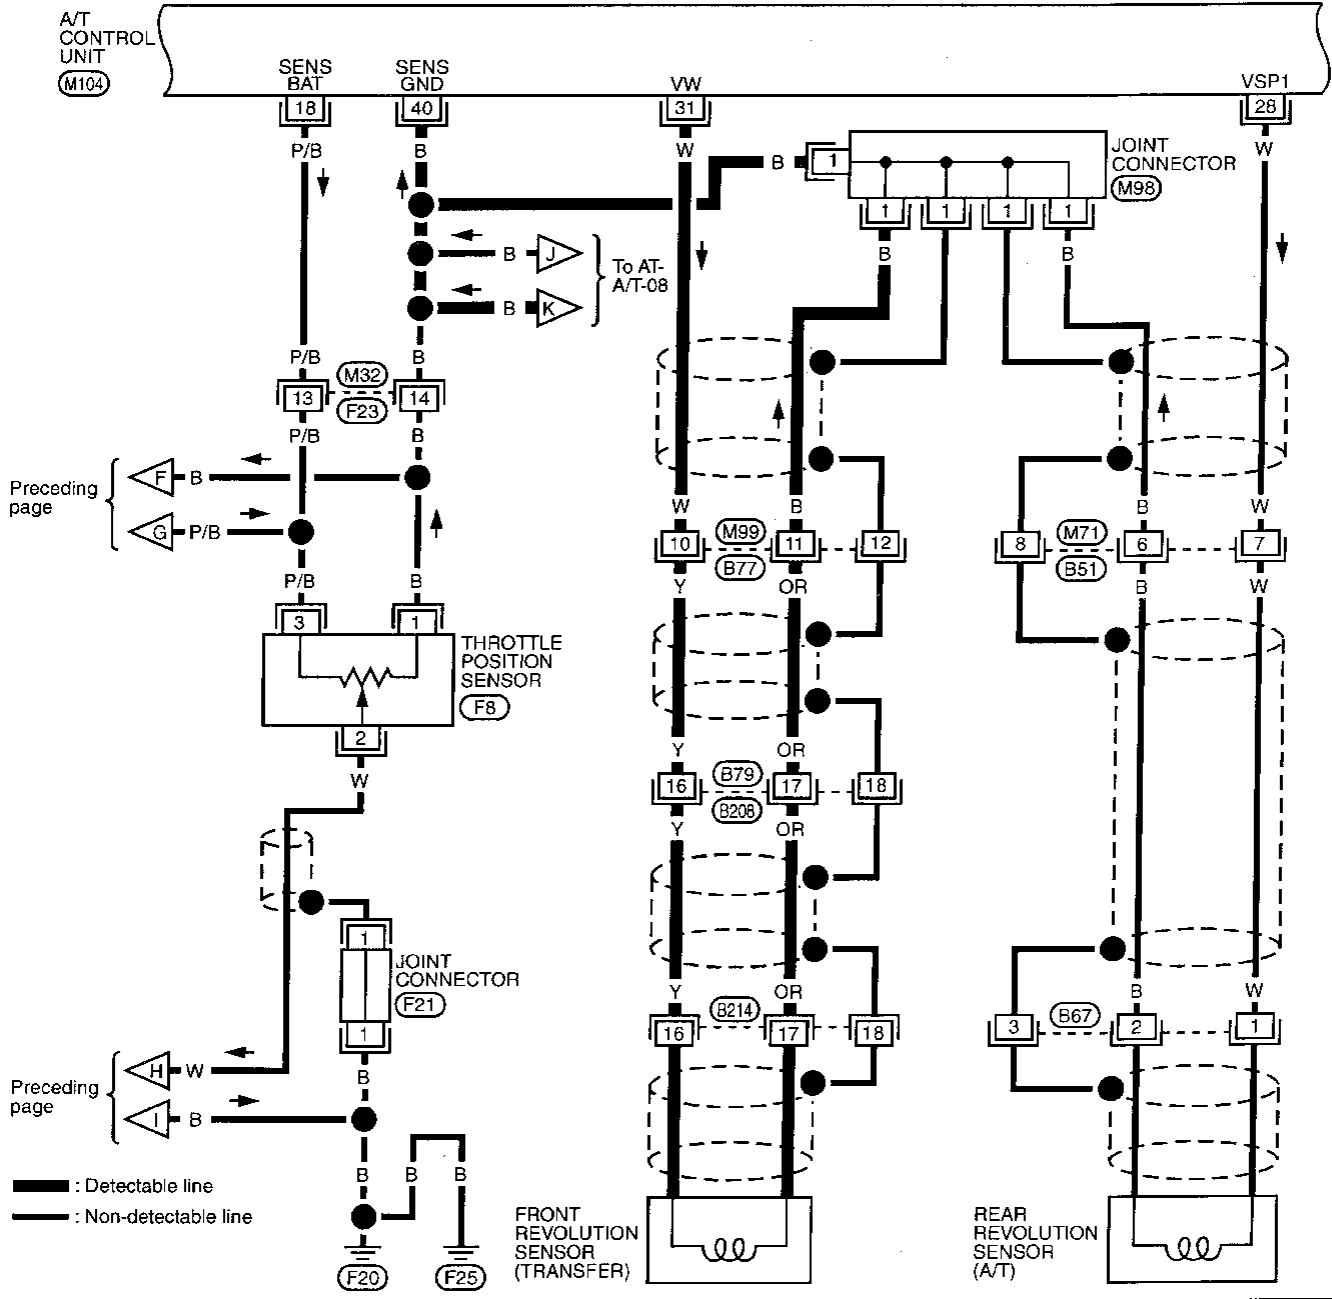 A/T
CONTROL
UNIT
M104
SENS
BAT
SENS
GND
VW
VSP1
18
40
31
28
P/B
B
W
W
B
1
JOINT
CONNECTOR
M98
1
1
1
1
B
B
B
J
B
K
To AT-
A/T-08
P/B
B
M32
F23
13
14
P/B
B
Preceding
page
F
B
G
P/B
P/B
B
W
B
B
W
10
M99
B77
11
12
8
M71
B51
6
7
Y
OR
B
W
3
1
THROTTLE
POSITION
SENSOR
F8
2
W
Y
OR
16
B79
B208
17
18
Y
OR
1
JOINT
CONNECTOR
F21
1
Y
OR
B
W
16
B214
17
18
3
B67
2
1
Preceding
page
H
W
I
B
B
B
B
B
: Detectable line
: Non-detectable line
F20
F25
FRONT
REVOLUTION
SENSOR
(TRANSFER)
REAR
REVOLUTION
SENSOR
(A/T)